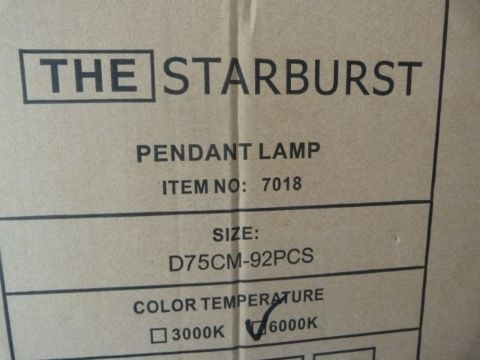 THE STARBURST
PENDANT LAMP
ITEM NO: 7018
SIZE:
D75CM-92PCS
COLOR TEMPERATURE
☐ 3000K ☑ 6000K